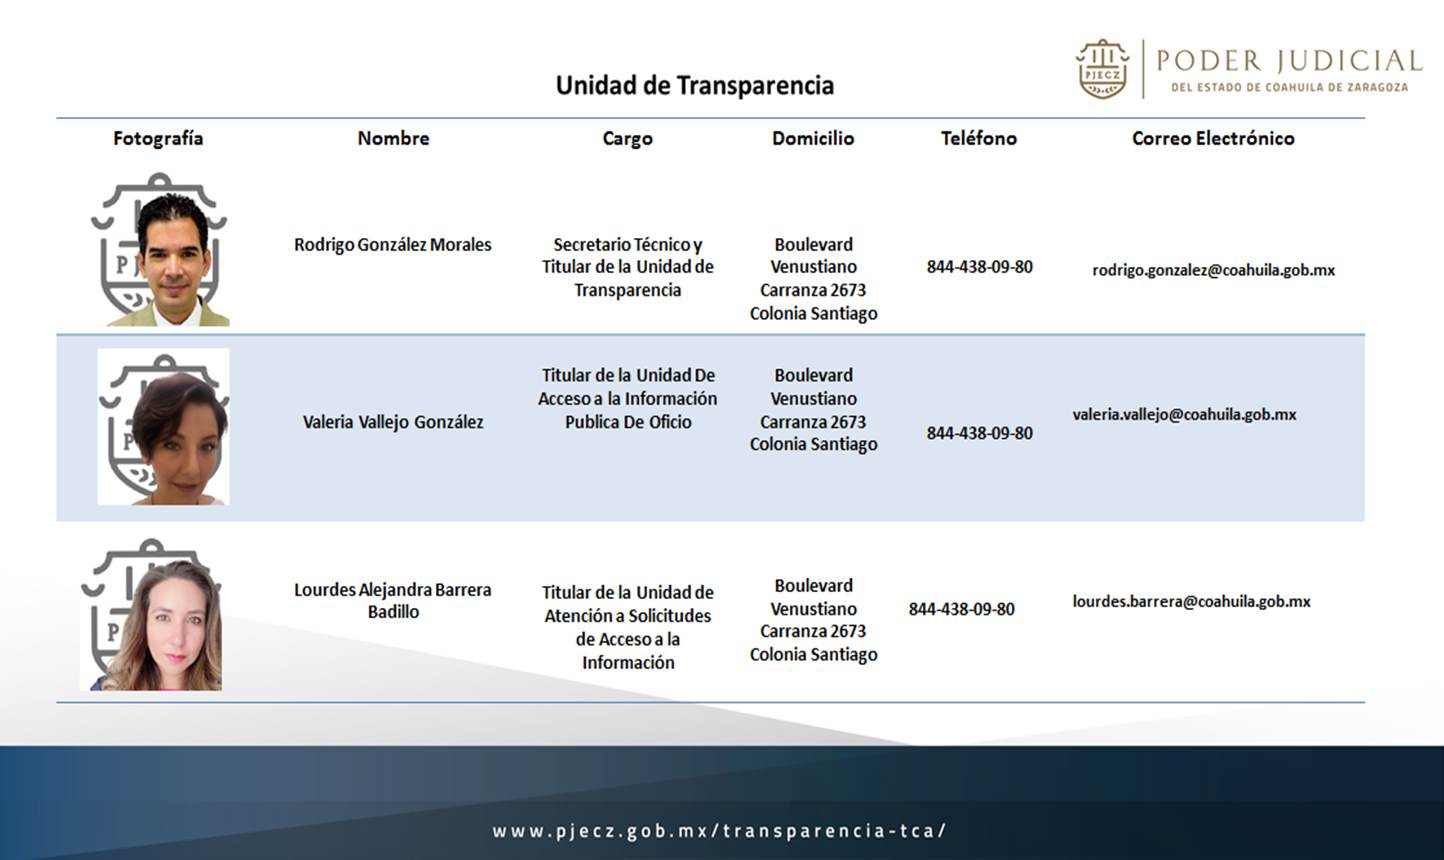 PJECZ
PODER JUDICIAL
DEL ESTADO DE COAHUILA DE ZARAGOZA
Unidad de Transparencia
Fotografía
Nombre
Cargo
Domicilio
Teléfono
Correo Electrónico
Rodrigo González Morales
Secretario Técnico y
Titular de la Unidad de
Transparencia
Boulevard
Venustiano
Carranza 2673
Colonia Santiago
844-438-09-80
rodrigo.gonzalez@coahuila.gob.mx
Valeria Vallejo González
Titular de la Unidad De
Acceso a la Información
Publica De Oficio
Boulevard
Venustiano
Carranza 2673
Colonia Santiago
844-438-09-80
valeria.vallejo@coahuila.gob.mx
Lourdes Alejandra Barrera
Badillo
Titular de la Unidad de
Atención a Solicitudes
de Acceso a la
Información
Boulevard
Venustiano
Carranza 2673
Colonia Santiago
844-438-09-80
lourdes.barrera@coahuila.gob.mx
www.pjecz.gob.mx/transparencia-tca/